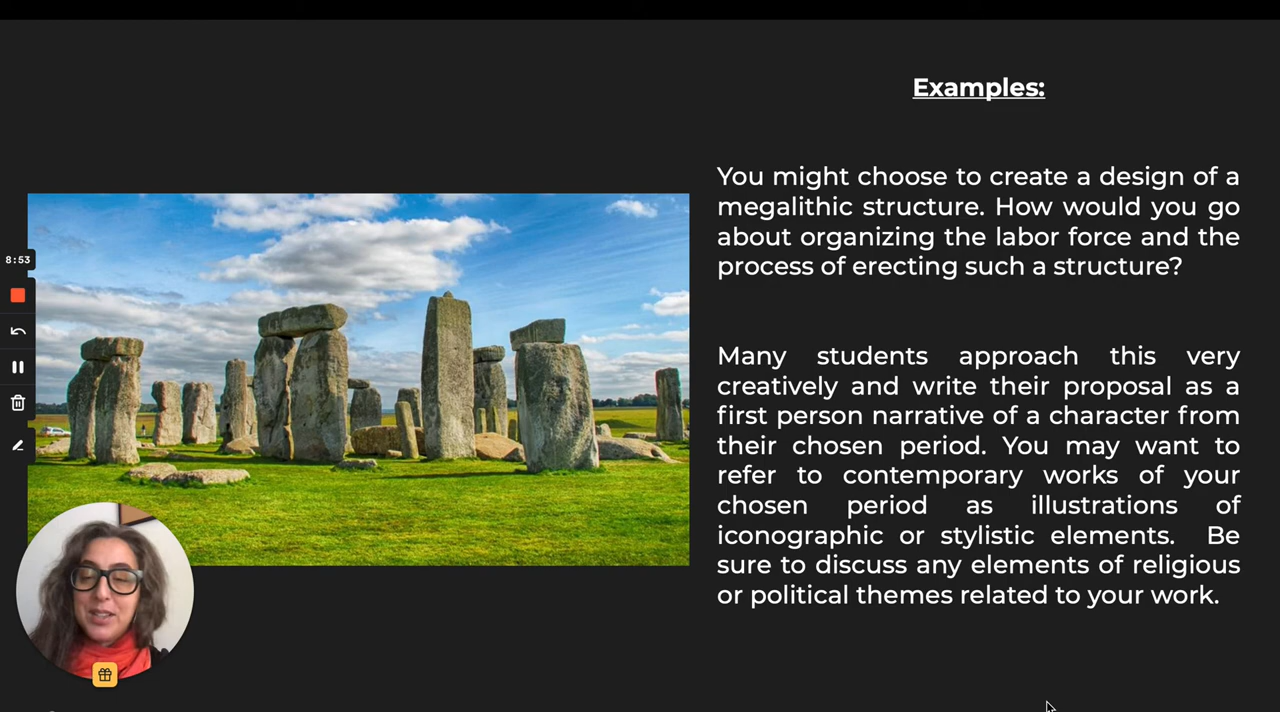 Examples:
You might choose to create a design of a
megalithic structure. How would you go
about organizing the labor force and the
process of erecting such a structure?
8:53
Many students approach this very
creatively and write their proposal as a
first person narrative of a character from
their chosen period. You may want to
refer to contemporary works of your
chosen period as illustrations of
iconographic or stylistic elements. Be
sure to discuss any elements of religious
or political themes related to your work.